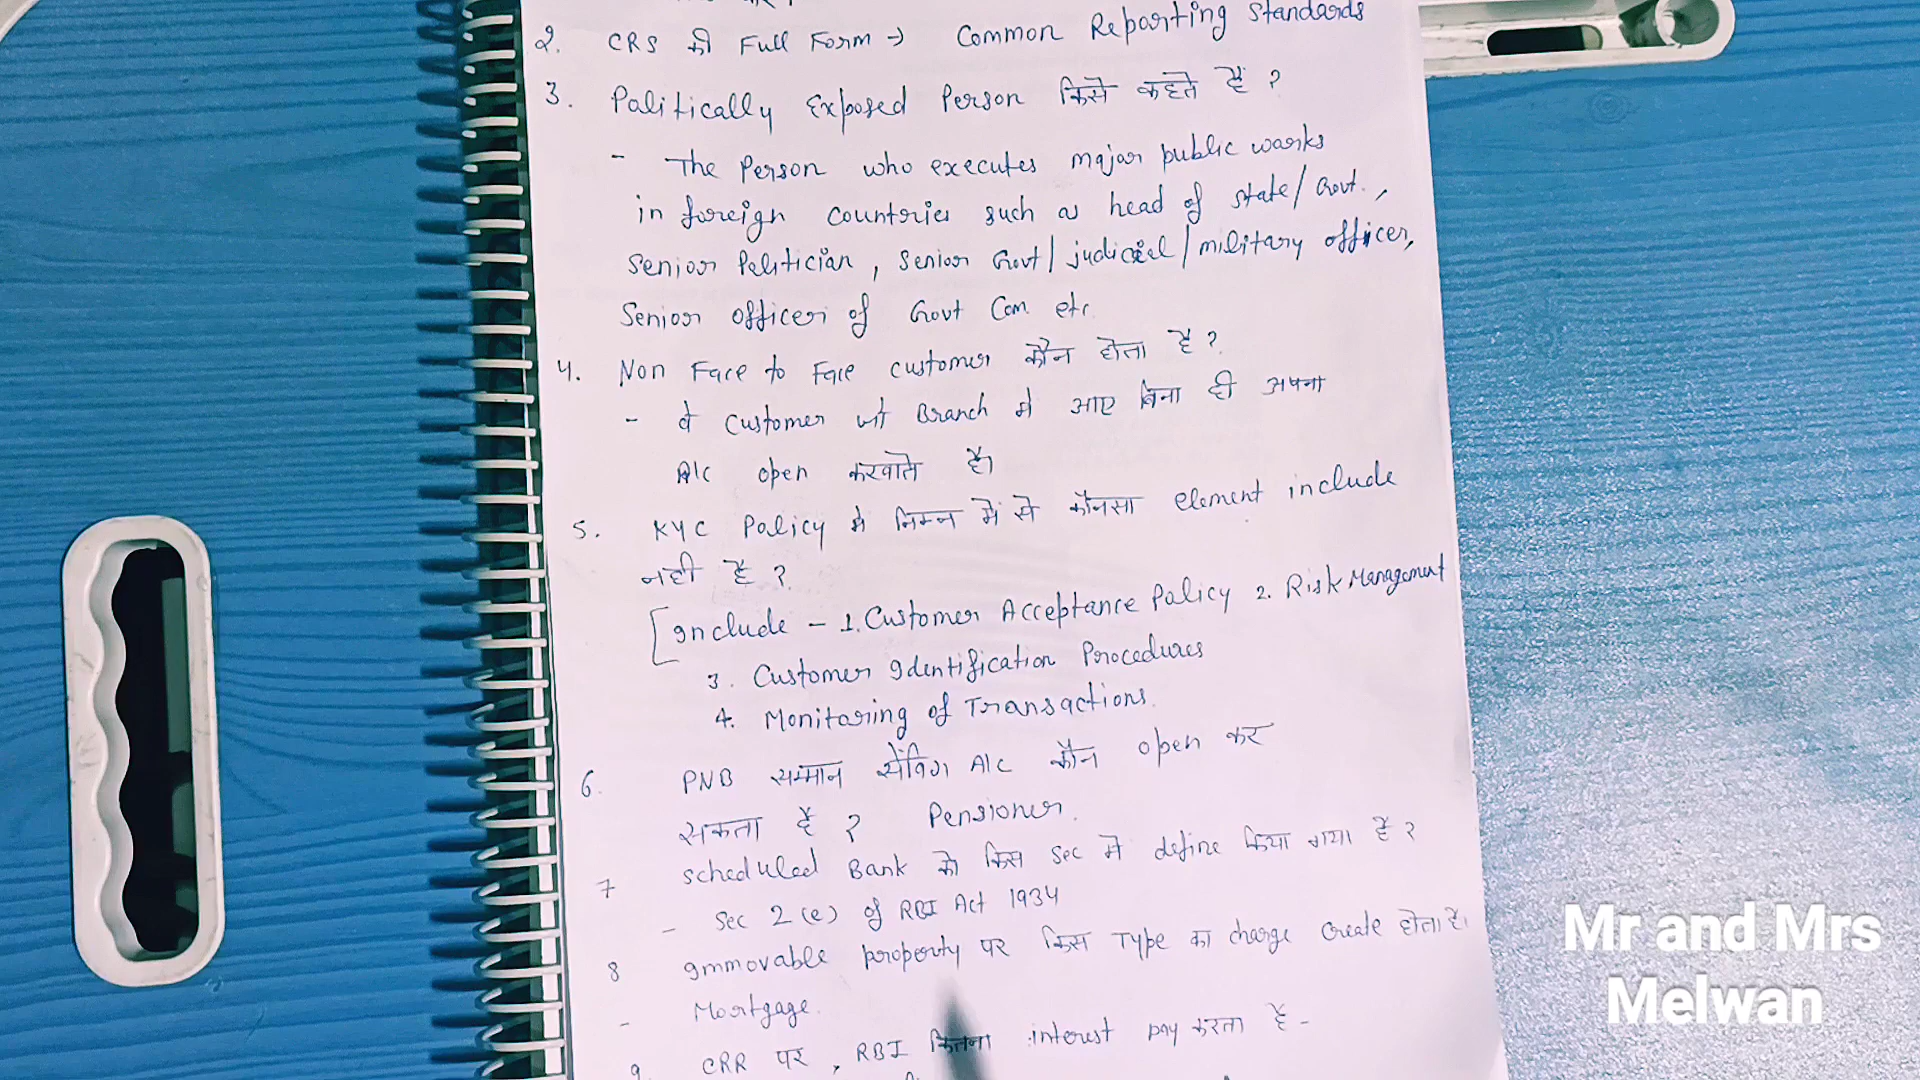 2. CRS की Full Form → Common Reporting Standards
3. Politically Exposed Person किसे कहते हैं ?
- The Person who executes major public works
in foreign countries such as head of state/Govt.,
Senior Politician, Senior Govt/judicial/military officer,
Senior officer of Govt Com. etc.
4. Non Face to Face customer कौन होता है ?
- वे Customer जो Branch मे आए बिना ही अपना
A/c open करवाते है।
5. KYC Policy मे निम्न में से कौनसा element include
नही है ?
[Include - 1. Customer Acceptance Policy 2. Risk Management
3. Customer Identification Procedures
4. Monitoring of Transactions.
6. PNB सम्मान सेविंग A/c कौन open कर
सकता है ? Pensioner.
7 Scheduled Bank को किस Sec मे define किया गया है ?
- Sec 2(e) of RBI Act 1934
8 Immovable property पर किस Type का charge Create होता है।
- Mortgage.
9. CRR पर, RBI कितना interest pay करता है -
Mr and Mrs
Melwan